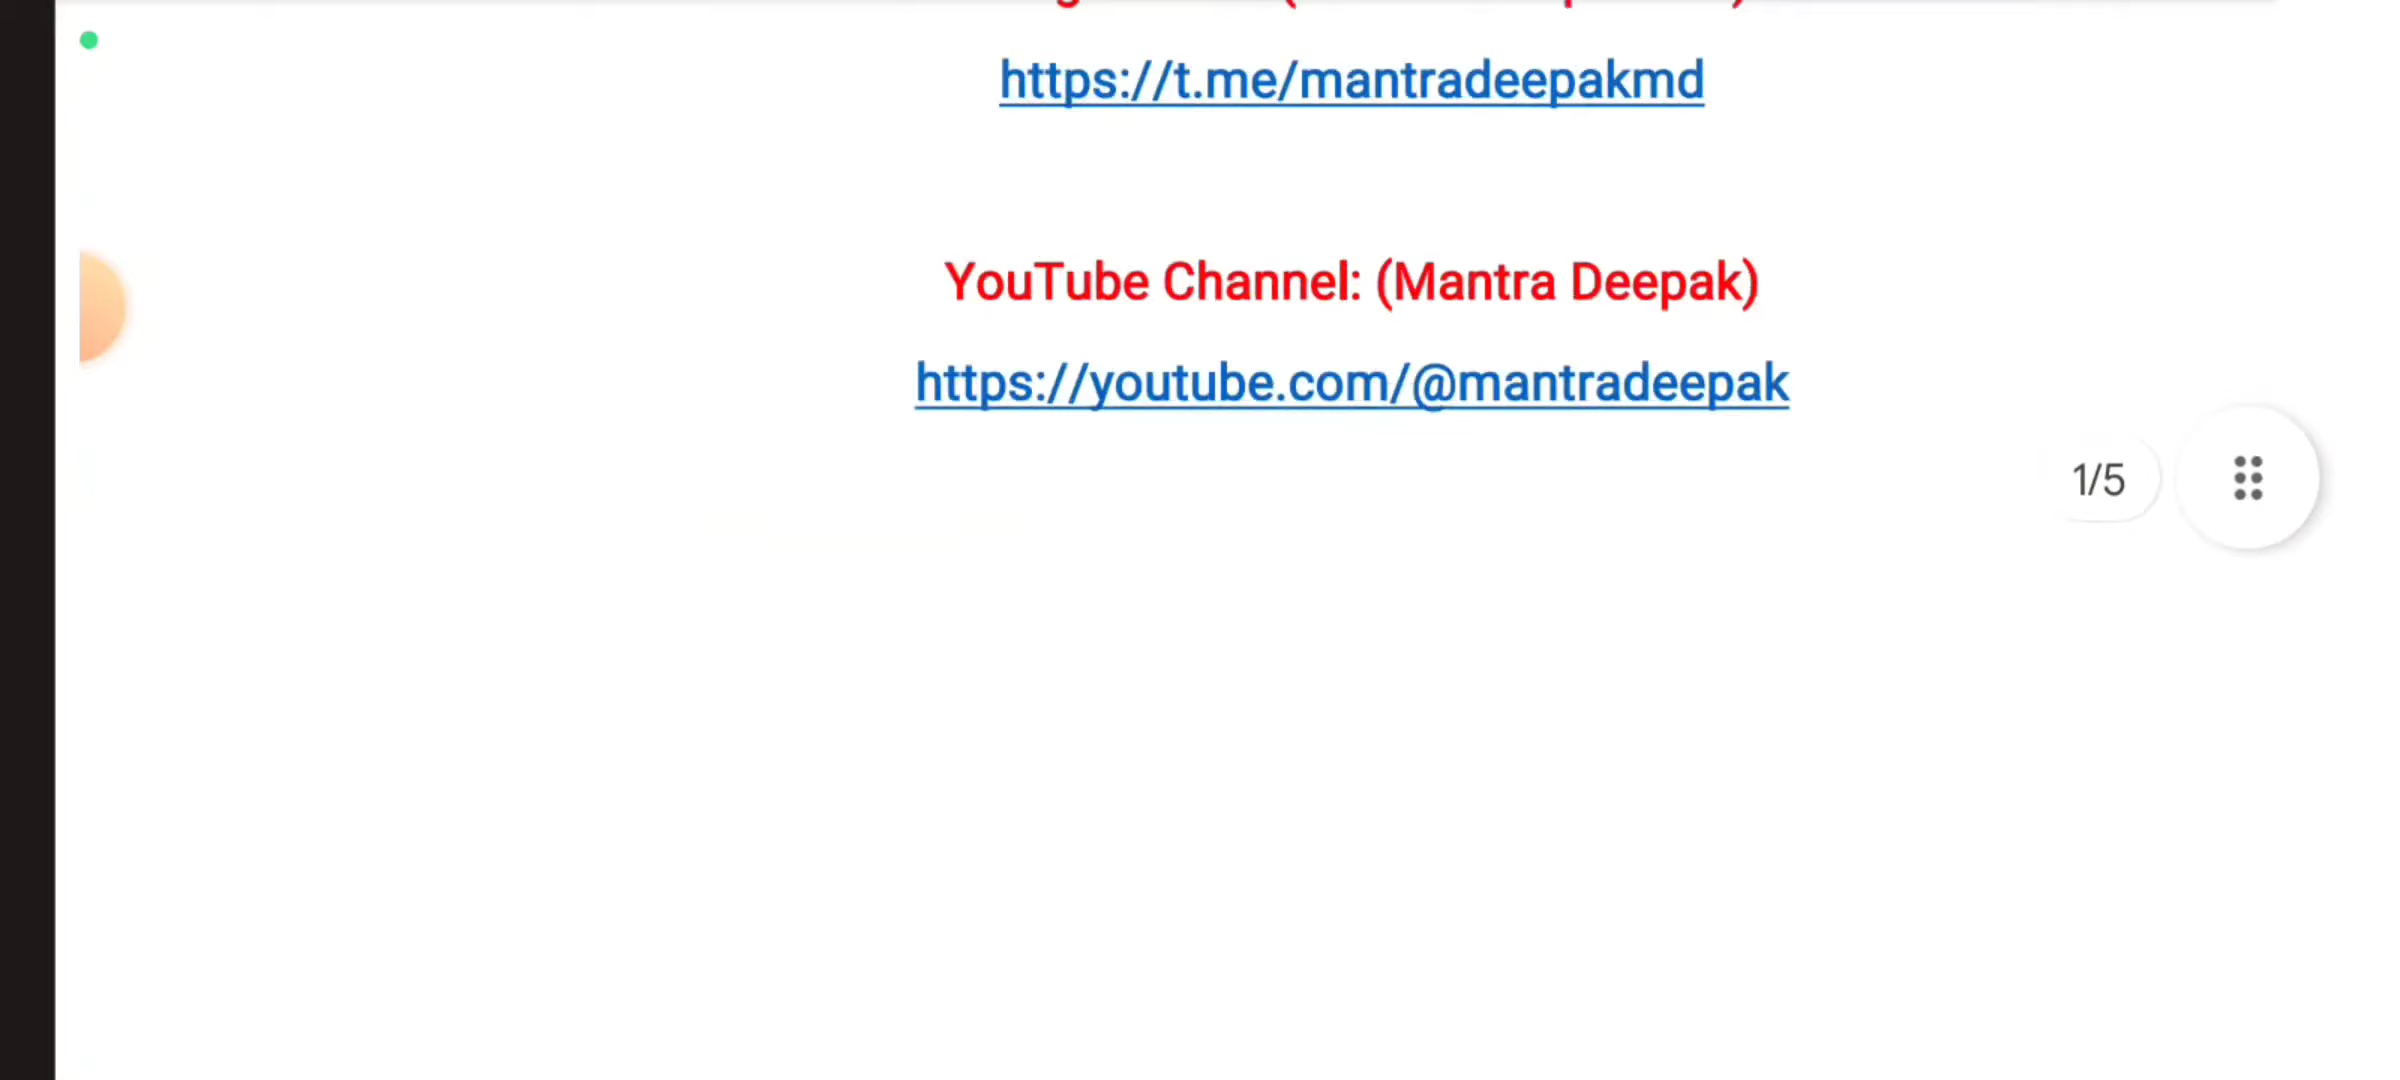 https://t.me/mantradeepakmd
YouTube Channel: (Mantra Deepak)
https://youtube.com/@mantradeepak
1/5